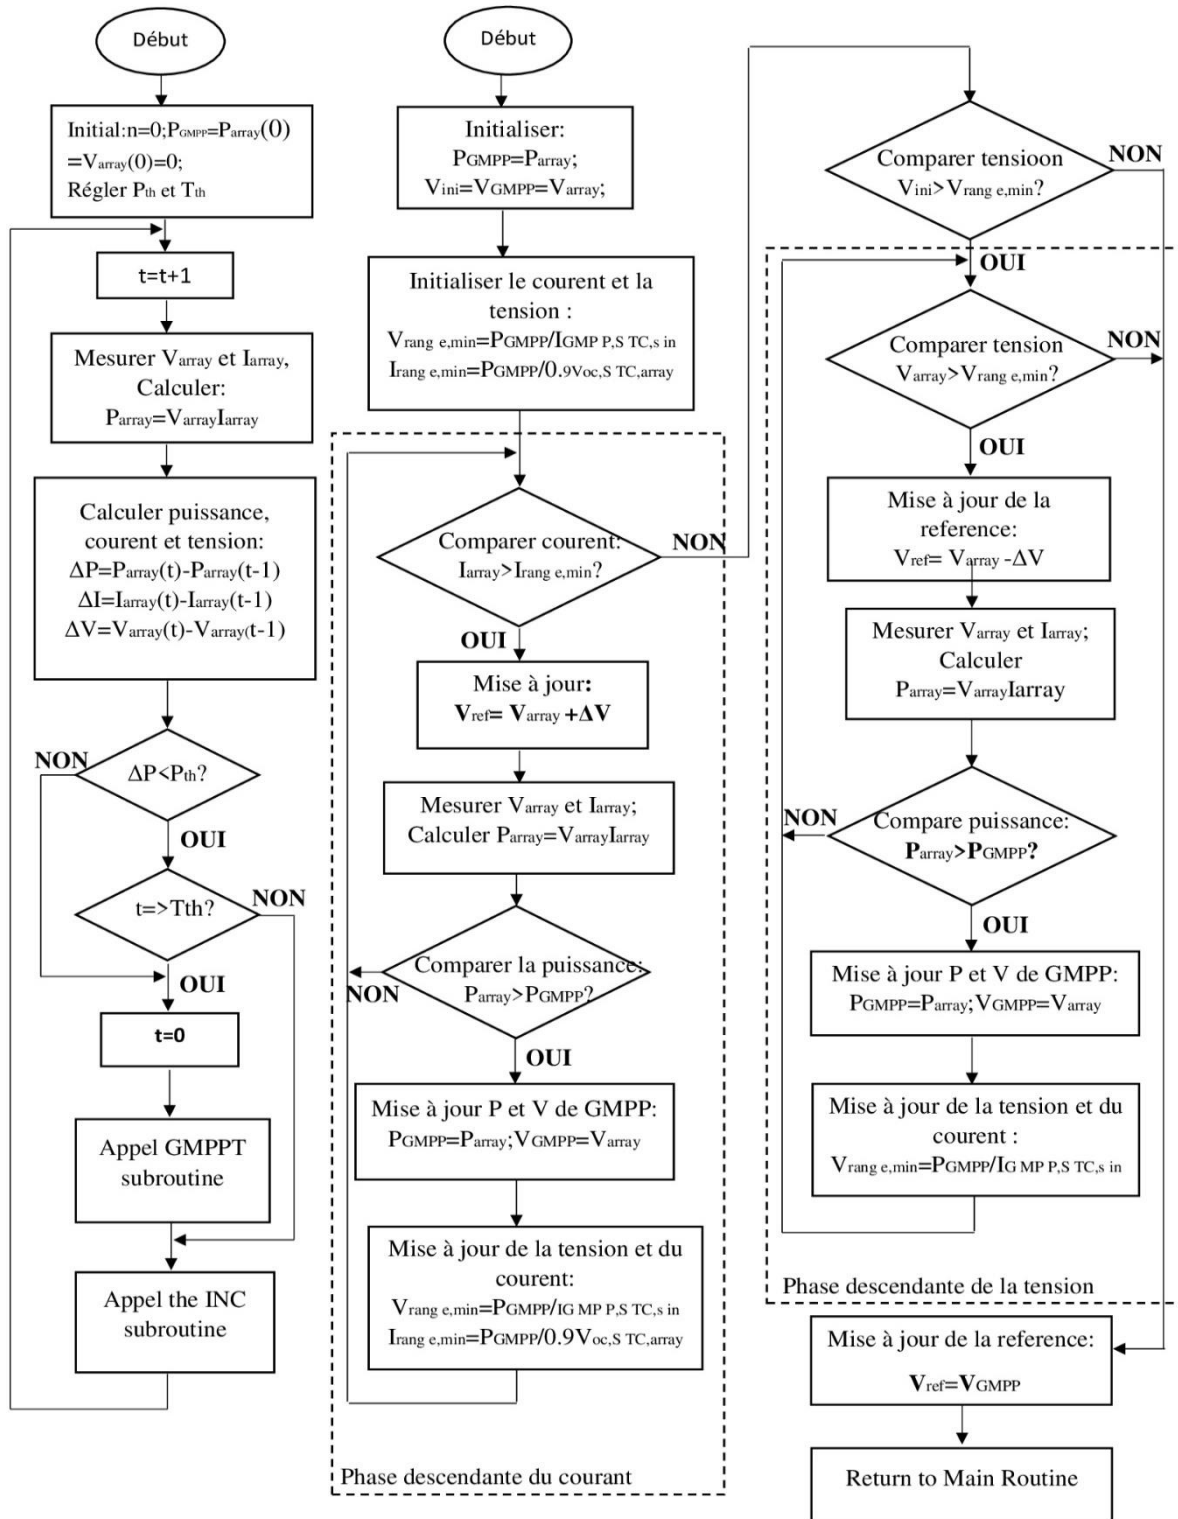 Début
Initial:n=0;PGMPP=Parray(0)
=Varray(0)=0;
Régler Pth et Tth
t=t+1
Mesurer Varray et Iarray,
Calculer:
Parray=VarrayIarray
Calculer puissance,
courent et tension:
ΔP=Parray(t)-Parray(t-1)
ΔI=Iarray(t)-Iarray(t-1)
ΔV=Varray(t)-Varray(t-1)
ΔP<Pth?
NON
OUI
t=>Tth?
NON
OUI
t=0
Appel GMPPT
subroutine
Appel the INC
subroutine
Début
Initialiser:
PGMPP=Parray;
Vini=VGMPP=Varray;
Initialiser le courent et la
tension :
Vrang e,min=PGMPP/IGMP P,S TC,s in
Irang e,min=PGMPP/0.9Voc,S TC,array
Comparer courent:
Iarray>Irang e,min?
NON
OUI
Mise à jour:
Vref= Varray +ΔV
Mesurer Varray et Iarray;
Calculer Parray=VarrayIarray
Comparer la puissance:
Parray>PGMPP?
NON
OUI
Mise à jour P et V de GMPP:
PGMPP=Parray;VGMPP=Varray
Mise à jour de la tension et du
courent:
Vrang e,min=PGMPP/IG MP P,S TC,s in
Irang e,min=PGMPP/0.9Voc,S TC,array
Phase descendante du courant
Comparer tensioon
Vini>Vrang e,min?
NON
OUI
Comparer tension
Varray>Vrang e,min?
NON
OUI
Mise à jour de la
reference:
Vref= Varray -ΔV
Mesurer Varray et Iarray;
Calculer
Parray=VarrayIarray
Compare puissance:
Parray>PGMPP?
NON
OUI
Mise à jour P et V de GMPP:
PGMPP=Parray;VGMPP=Varray
Mise à jour de la tension et du
courent :
Vrang e,min=PGMPP/IG MP P,S TC,s in
Phase descendante de la tension
Mise à jour de la reference:
Vref=VGMPP
Return to Main Routine